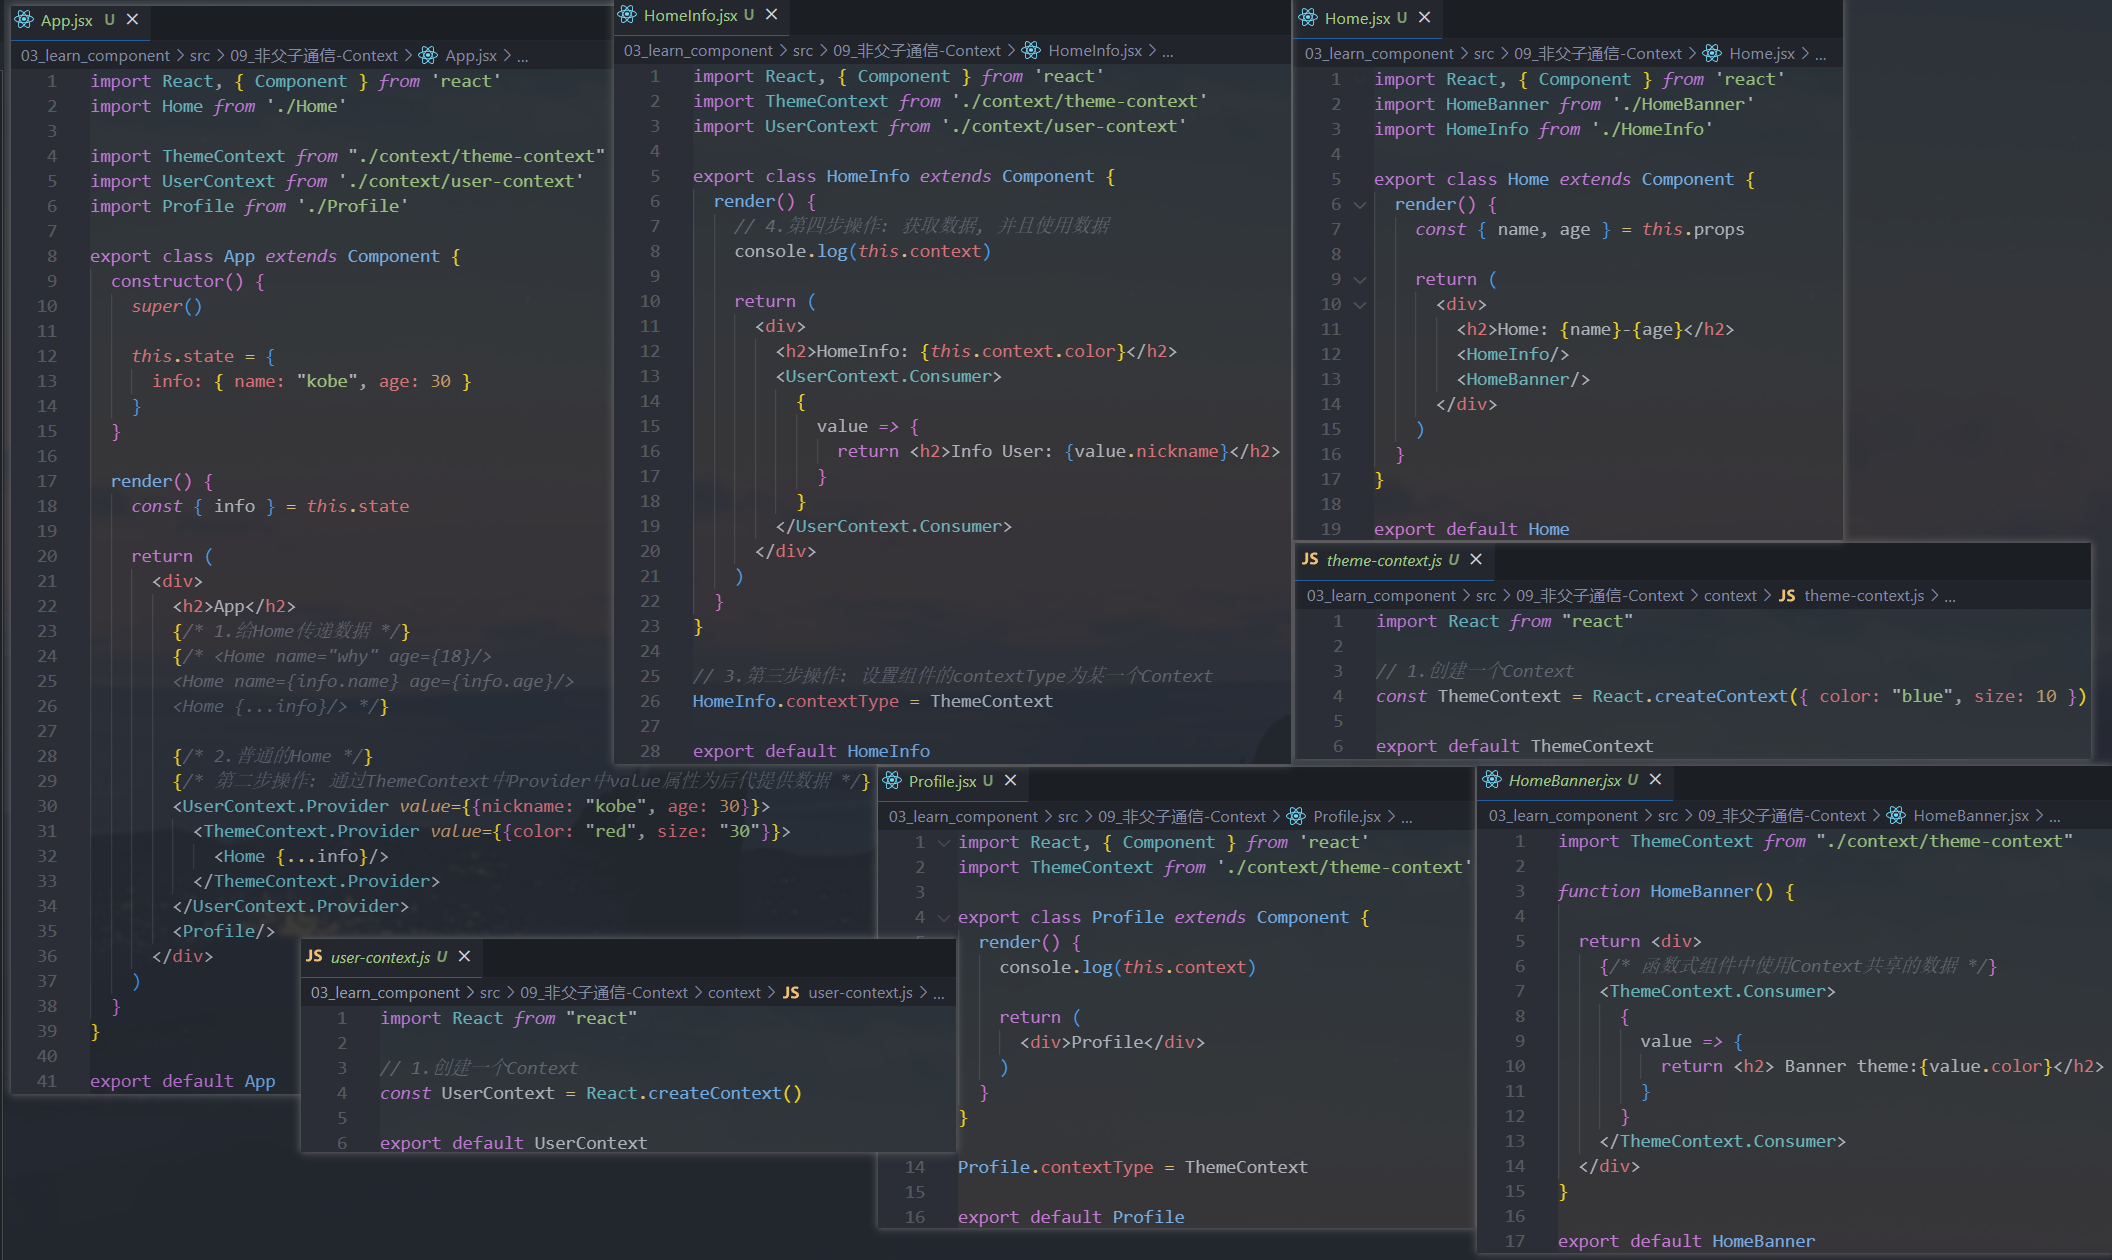 App.jsx U ×
03_learn_component > src > 09_非父子通信-Context > App.jsx > ...
1 import React, { Component } from 'react'
2 import Home from './Home'
3
4 import ThemeContext from "./context/theme-context"
5 import UserContext from './context/user-context'
6 import Profile from './Profile'
7
8 export class App extends Component {
9 constructor() {
10 super()
11
12 this.state = {
13 info: { name: "kobe", age: 30 }
14 }
15 }
16
17 render() {
18 const { info } = this.state
19
20 return (
21 <div>
22 <h2>App</h2>
23 {/* 1.给Home传递数据 */}
24 {/* <Home name="why" age={18}/>
25 <Home name={info.name} age={info.age}/>
26 <Home {...info}/> */}
27
28 {/* 2.普通的Home */}
29 {/* 第二步操作: 通过ThemeContext中Provider中value属性为后代提供数据 */}
30 <UserContext.Provider value={{nickname: "kobe", age: 30}}>
31 <ThemeContext.Provider value={{color: "red", size: "30"}}>
32 <Home {...info}/>
33 </ThemeContext.Provider>
34 </UserContext.Provider>
35 <Profile/>
36 </div>
37 )
38 }
39 }
40
41 export default App
HomeInfo.jsx U ×
03_learn_component > src > 09_非父子通信-Context > HomeInfo.jsx > ...
1 import React, { Component } from 'react'
2 import ThemeContext from './context/theme-context'
3 import UserContext from './context/user-context'
4
5 export class HomeInfo extends Component {
6 render() {
7 // 4.第四步操作: 获取数据, 并且使用数据
8 console.log(this.context)
9
10 return (
11 <div>
12 <h2>HomeInfo: {this.context.color}</h2>
13 <UserContext.Consumer>
14 {
15 value => {
16 return <h2>Info User: {value.nickname}</h2>
17 }
18 }
19 </UserContext.Consumer>
20 </div>
21 )
22 }
23 }
24
25 // 3.第三步操作: 设置组件的contextType为某一个Context
26 HomeInfo.contextType = ThemeContext
27
28 export default HomeInfo
Home.jsx U ×
03_learn_component > src > 09_非父子通信-Context > Home.jsx > ...
1 import React, { Component } from 'react'
2 import HomeBanner from './HomeBanner'
3 import HomeInfo from './HomeInfo'
4
5 export class Home extends Component {
6 render() {
7 const { name, age } = this.props
8
9 return (
10 <div>
11 <h2>Home: {name}-{age}</h2>
12 <HomeInfo/>
13 <HomeBanner/>
14 </div>
15 )
16 }
17 }
18
19 export default Home
JS theme-context.js U ×
03_learn_component > src > 09_非父子通信-Context > context > JS theme-context.js > ...
1 import React from "react"
2
3 // 1.创建一个Context
4 const ThemeContext = React.createContext({ color: "blue", size: 10 })
5
6 export default ThemeContext
JS user-context.js U ×
03_learn_component > src > 09_非父子通信-Context > context > JS user-context.js > ...
1 import React from "react"
2
3 // 1.创建一个Context
4 const UserContext = React.createContext()
5
6 export default UserContext
Profile.jsx U ×
03_learn_component > src > 09_非父子通信-Context > Profile.jsx > ...
1 import React, { Component } from 'react'
2 import ThemeContext from './context/theme-context'
3
4 export class Profile extends Component {
render() {
console.log(this.context)
return (
<div>Profile</div>
)
}
}
14 Profile.contextType = ThemeContext
15
16 export default Profile
HomeBanner.jsx U ×
03_learn_component > src > 09_非父子通信-Context > HomeBanner.jsx > ...
1 import ThemeContext from "./context/theme-context"
2
3 function HomeBanner() {
4
5 return <div>
6 {/* 函数式组件中使用Context共享的数据 */}
7 <ThemeContext.Consumer>
8 {
9 value => {
10 return <h2> Banner theme:{value.color}</h2>
11 }
12 }
13 </ThemeContext.Consumer>
14 </div>
15 }
16
17 export default HomeBanner